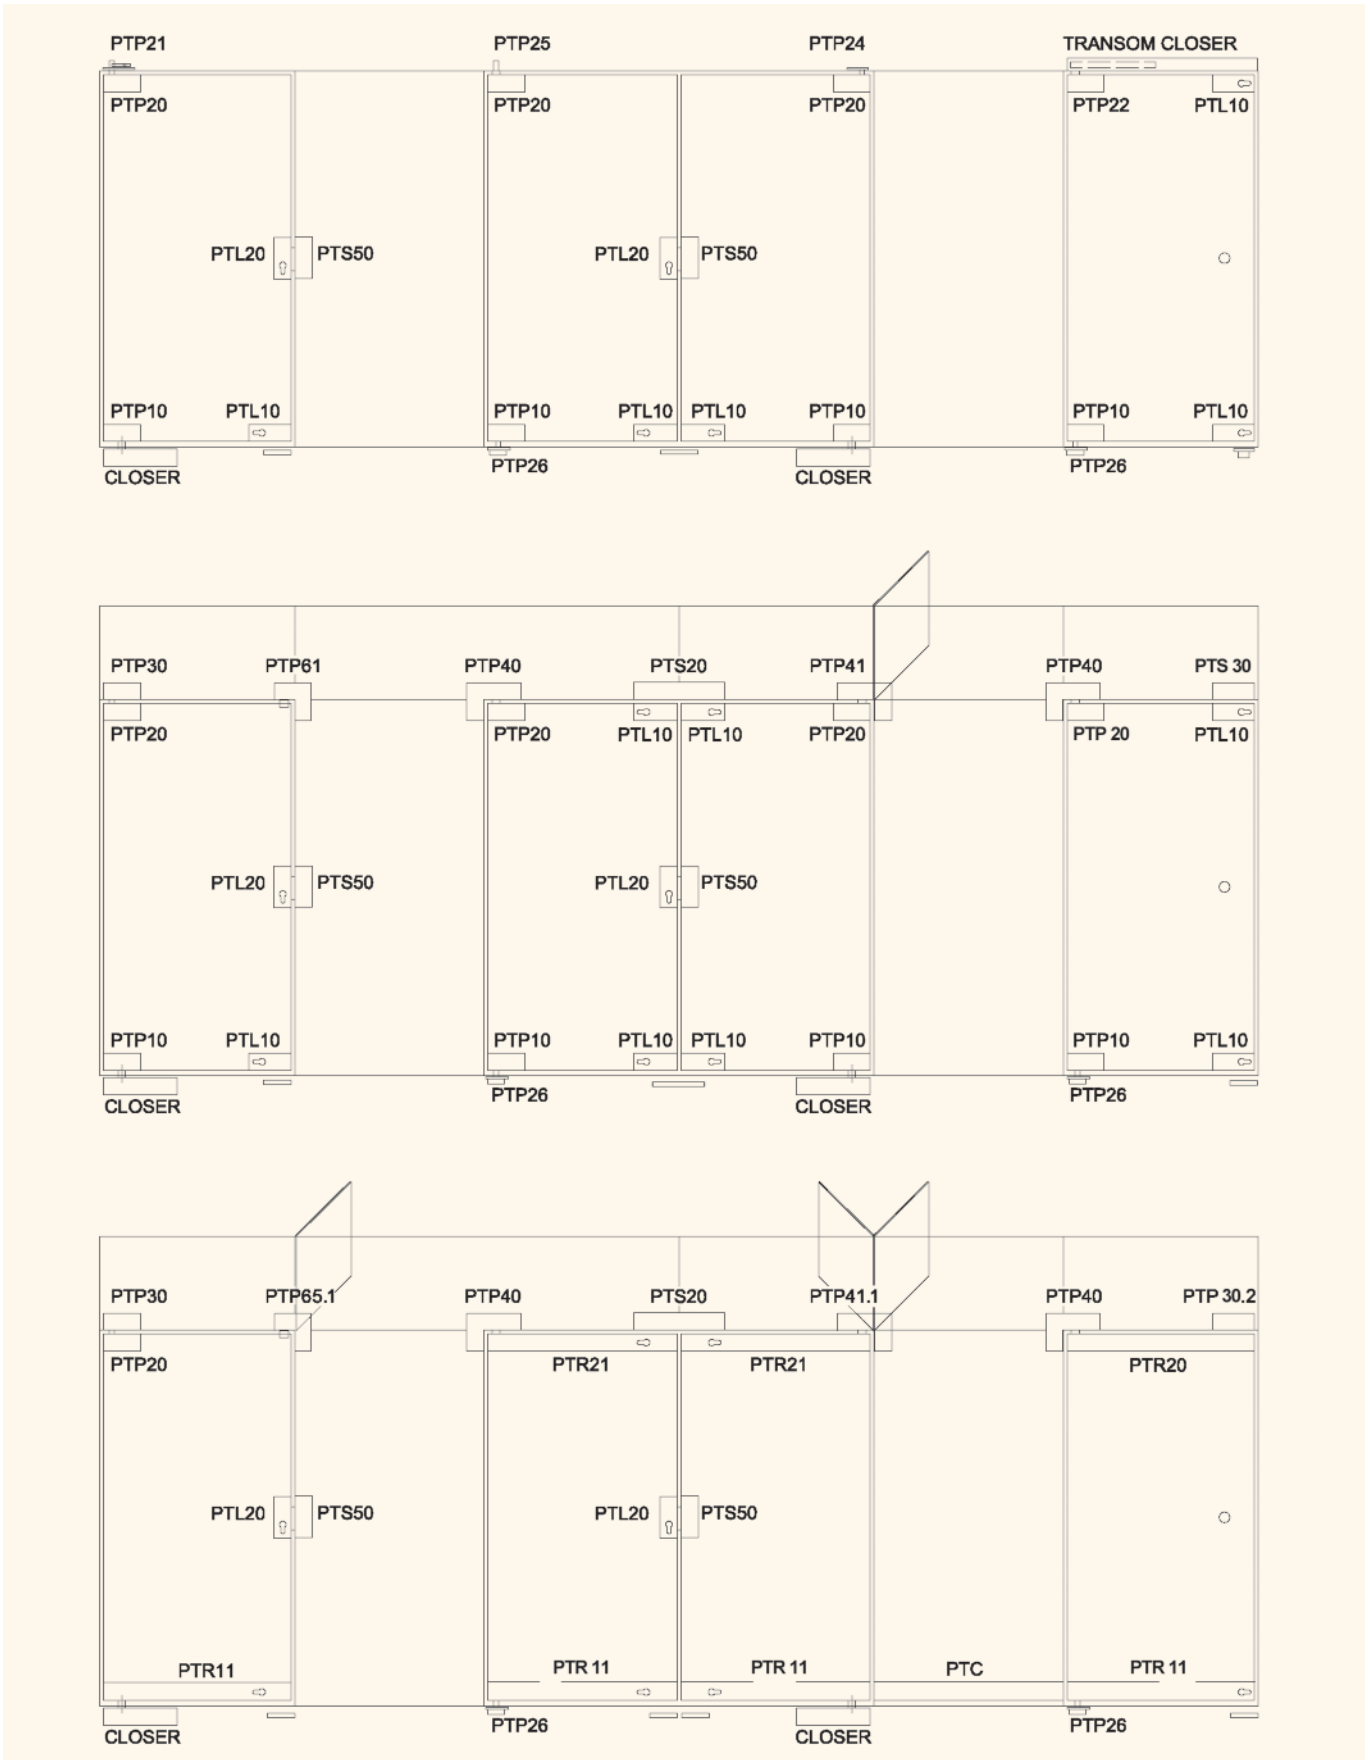 PTP21 PTP25 PTP24 TRANSOM CLOSER
PTP20 PTP20 PTP20 PTP22 PTL10
PTL20 PTS50 PTL20 PTS50
PTP10 PTL10 PTP10 PTL10 PTL10 PTP10 PTP10 PTL10
CLOSER PTP26 CLOSER PTP26
PTP30 PTP61 PTP40 PTS20 PTP41 PTP40 PTS 30
PTP20 PTP20 PTL10 PTL10 PTP20 PTP 20 PTL10
PTL20 PTS50 PTL20 PTS50
PTP10 PTL10 PTP10 PTL10 PTL10 PTP10 PTP10 PTL10
CLOSER PTP26 CLOSER PTP26
PTP30 PTP65.1 PTP40 PTS20 PTP41.1 PTP40 PTP 30.2
PTP20 PTR21 PTR21 PTR20
PTL20 PTS50 PTL20 PTS50
PTR11 PTR 11 PTR 11 PTC PTR 11
CLOSER PTP26 CLOSER PTP26